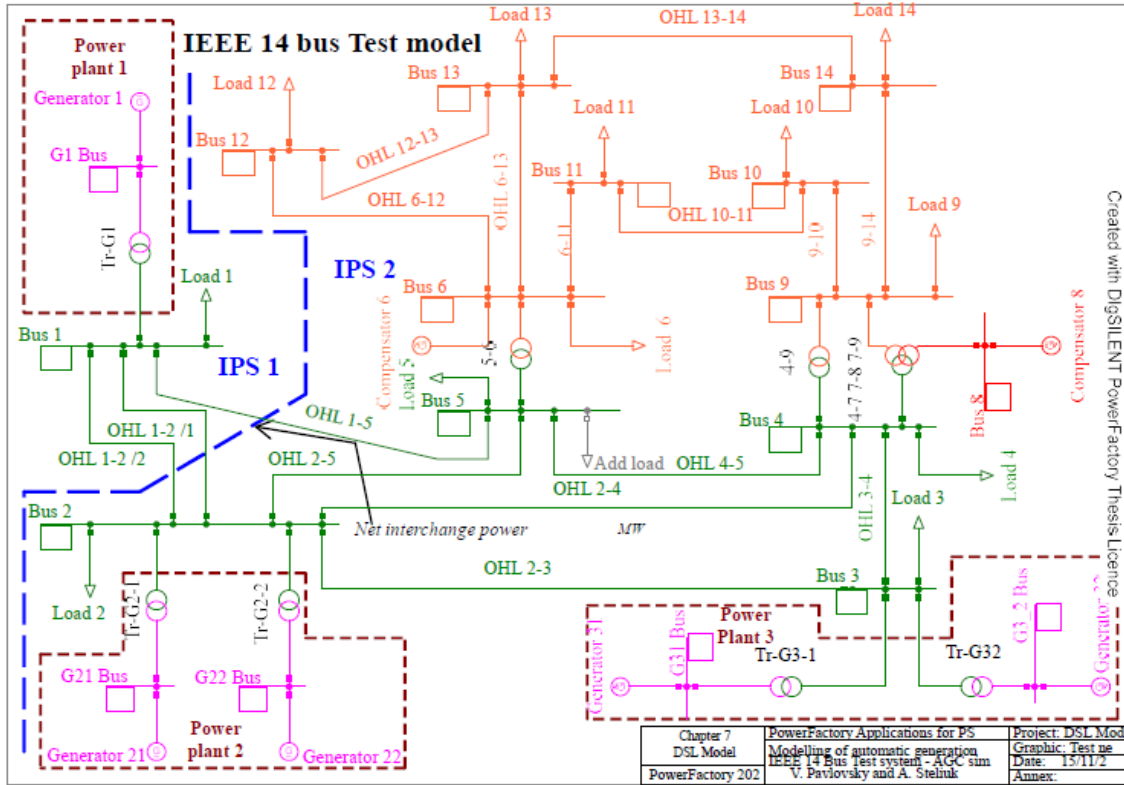 IEEE 14 bus Test model
Power
plant 1
Generator 1
G1 Bus
Tr-G1
Load 1
Bus 1
IPS 1
IPS 2
OHL 1-2 /1
OHL 1-2 /2
OHL 1-5
OHL 2-5
Load 12
Bus 12
OHL 12-13
OHL 6-12
Load 13
Bus 13
OHL 6-13
OHL 13-14
Load 14
Bus 14
Load 11
Bus 11
Load 10
Bus 10
OHL 10-11
6-11
9-10
9-14
Load 9
Bus 9
Bus 6
Compensator 6
Load 6
5-6
Load 5
Bus 5
Add load
OHL 4-5
OHL 2-4
4-9
4-7 7-8 7-9
Bus 4
Load 4
Bus 8
Compensator 8
OHL 3-4
Load 3
Bus 2
Net interchange power
MW
Load 2
Tr-G2-1
Tr-G2-2
OHL 2-3
Bus 3
G21 Bus
G22 Bus
Power
plant 2
Generator 21
Generator 22
Power
Plant 3
Generator 31
G31 Bus
Tr-G3-1
Tr-G32
G3_2 Bus
Generator
Created with DIgSILENT PowerFactory Thesis Licence
Chapter 7
DSL Model
PowerFactory 202
PowerFactory Applications for PS
Modelling of automatic generation
IEEE 14 Bus Test system - AGC sim
V. Pavlovsky and A. Steliuk
Project: DSL Mod
Graphic: Test ne
Date: 15/11/2
Annex: